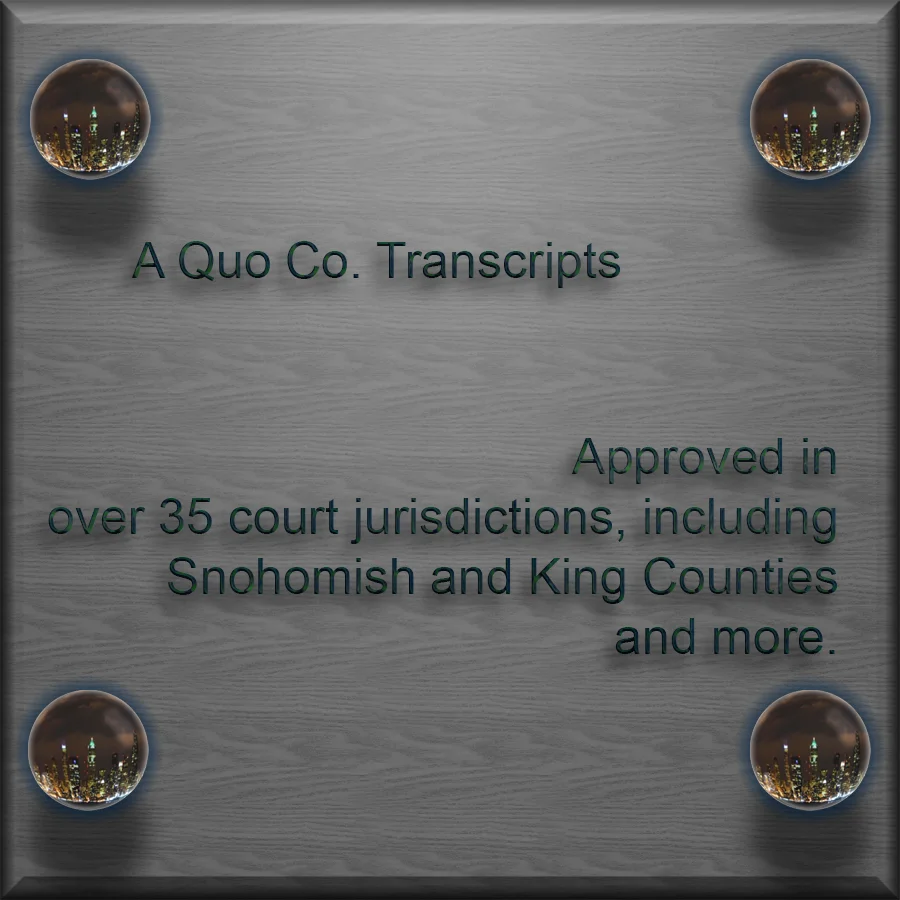 A Quo Co. Transcripts
Approved in
over 35 court jurisdictions, including
Snohomish and King Counties
and more.